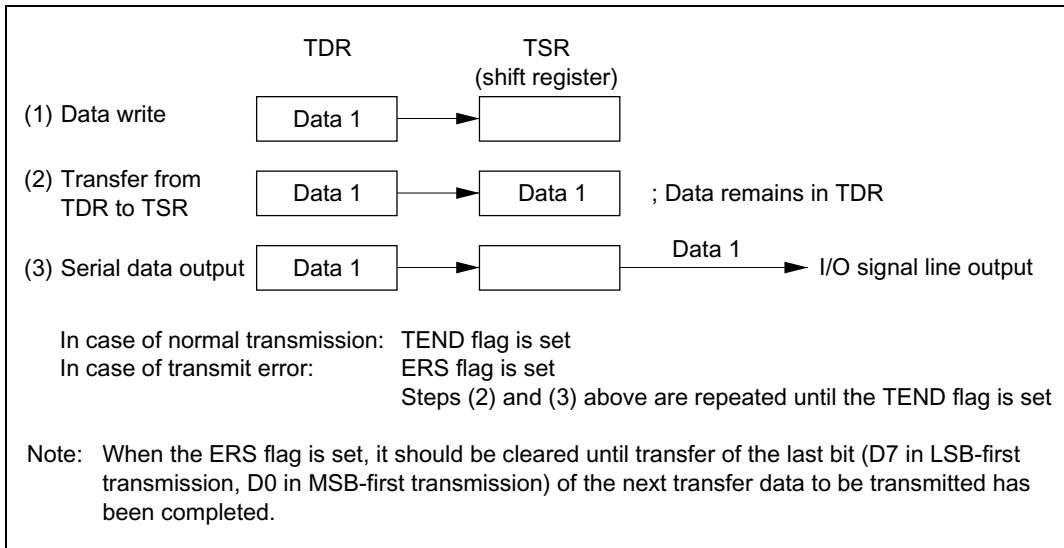 TDR TSR
(shift register)
(1) Data write Data 1
(2) Transfer from Data 1 Data 1 ; Data remains in TDR
TDR to TSR
Data 1
(3) Serial data output Data 1 I/O signal line output
In case of normal transmission: TEND flag is set
In case of transmit error: ERS flag is set
Steps (2) and (3) above are repeated until the TEND flag is set
Note: When the ERS flag is set, it should be cleared until transfer of the last bit (D7 in LSB-first
transmission, D0 in MSB-first transmission) of the next transfer data to be transmitted has
been completed.